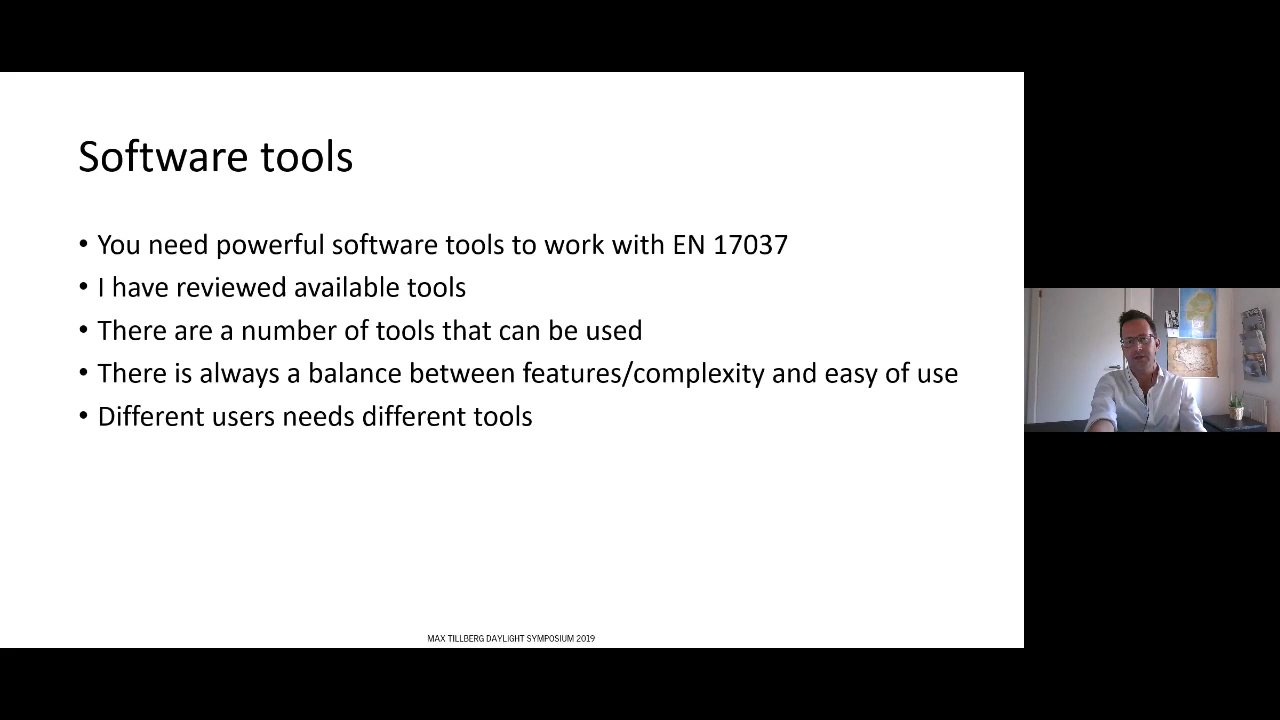 Software tools
• You need powerful software tools to work with EN 17037
• I have reviewed available tools
• There are a number of tools that can be used
• There is always a balance between features/complexity and easy of use
• Different users needs different tools
MAX TILLBERG DAYLIGHT SYMPOSIUM 2019